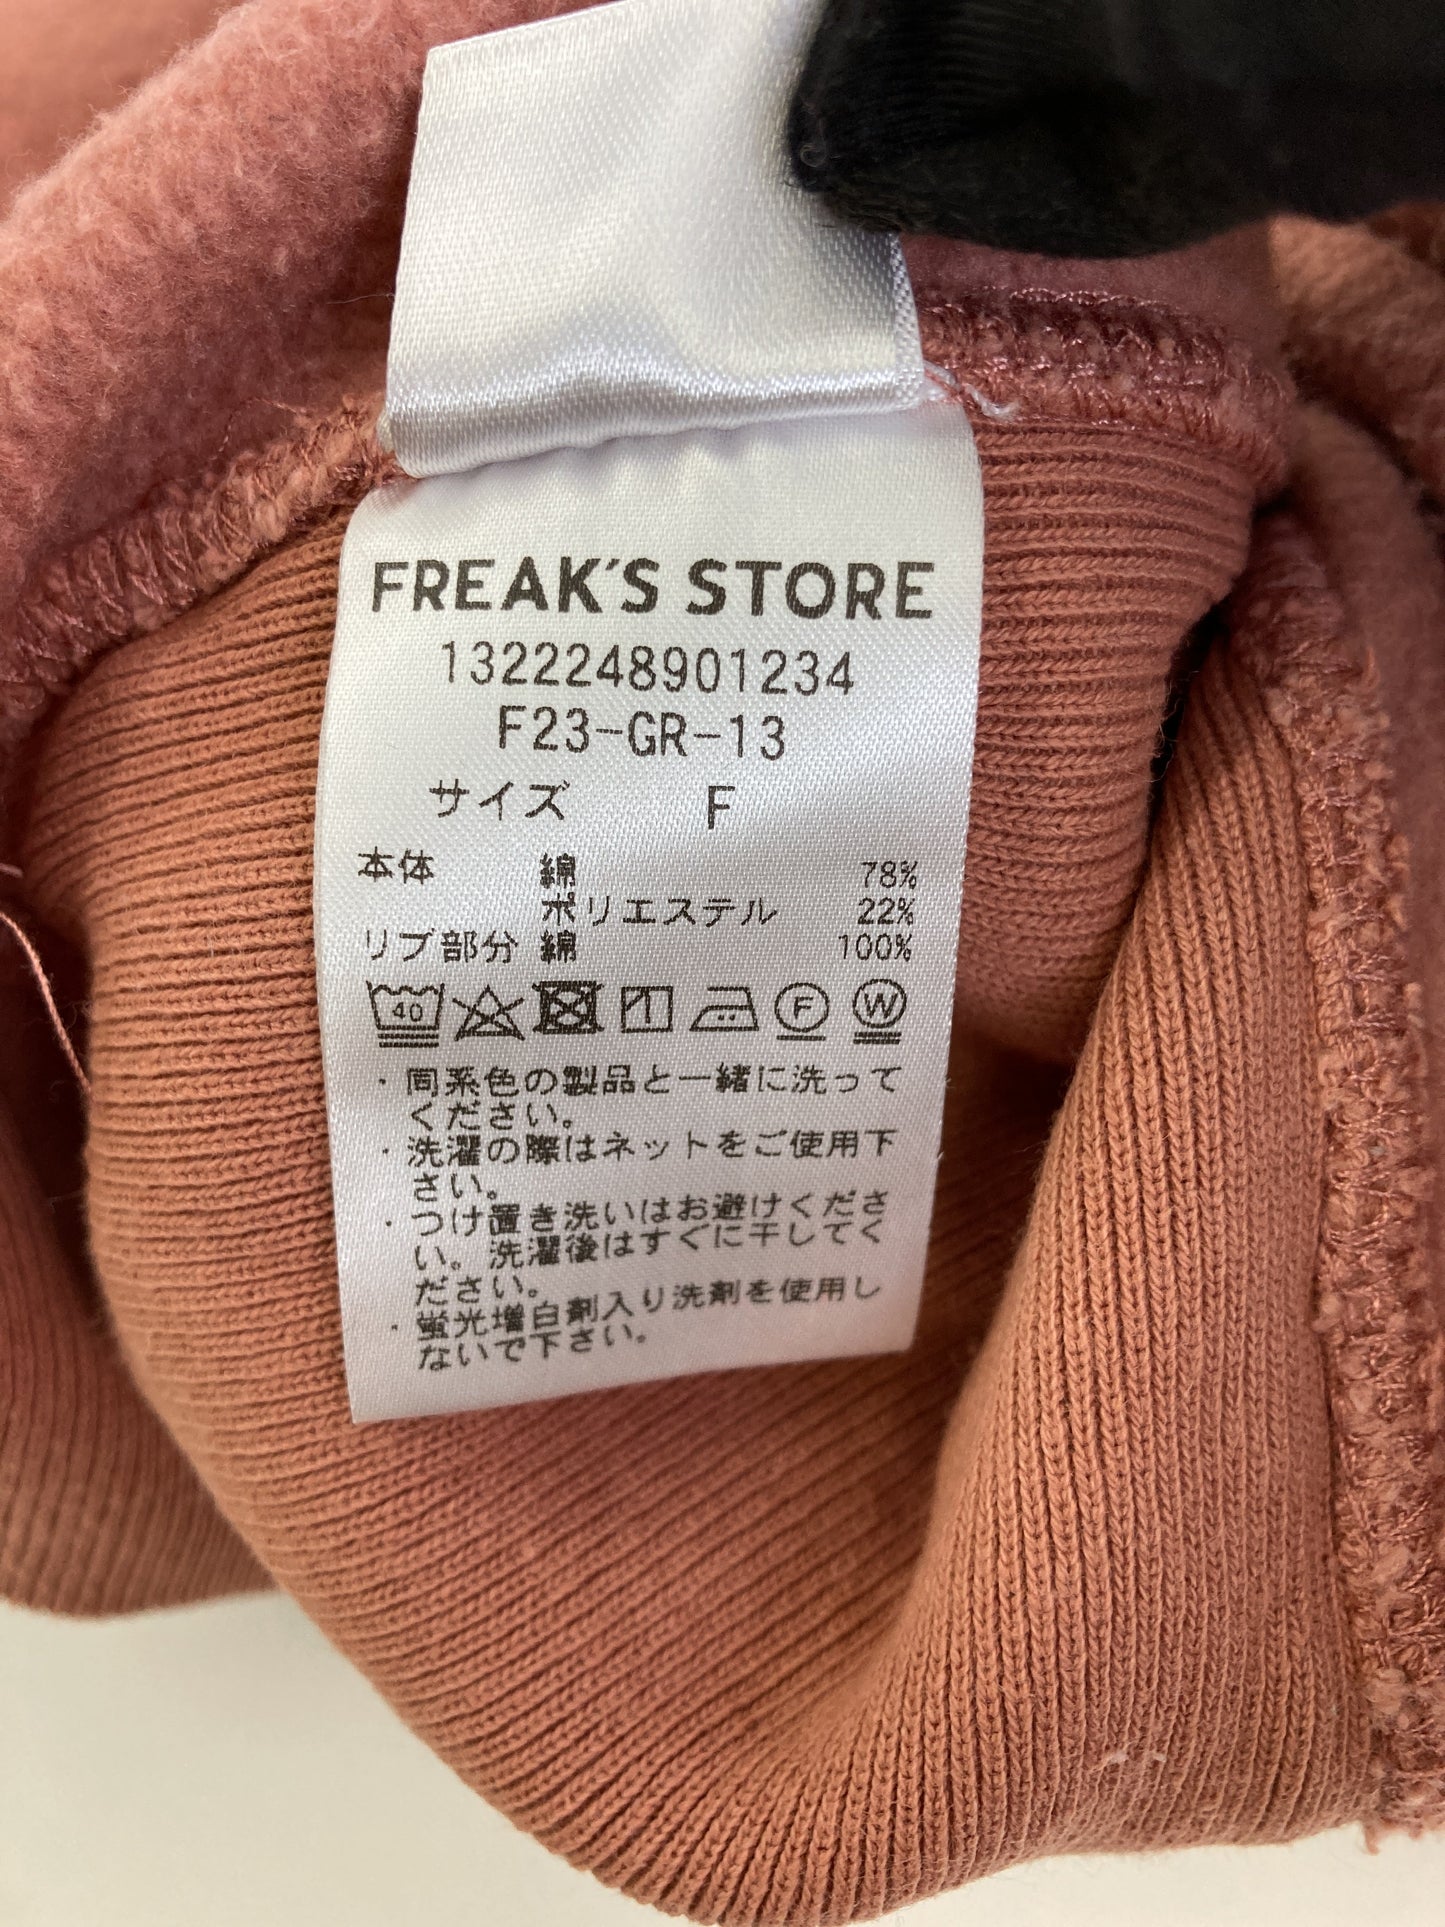 FREAK'S STORE
1322248901234
F23-GR-13
サイズ F
本体 綿 78%
ポリエステル 22%
リブ部分 綿 100%
40 F W
・同系色の製品と一緒に洗って
ください。
・洗濯の際はネットをご使用下
さい。
・つけ置き洗いはお避けくださ
い。洗濯後はすぐに干してく
ださい。
・蛍光増白剤入り洗剤を使用し
ないで下さい。